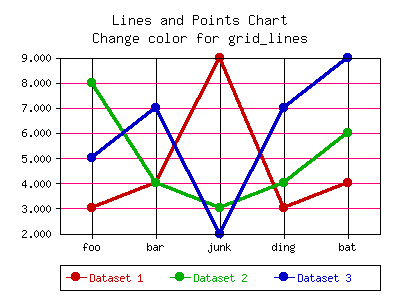 Lines and Points Chart
Change color for grid_lines
9.000
8.000
7.000
6.000
5.000
4.000
3.000
2.000
foo bar junk ding bat
Dataset 1 Dataset 2 Dataset 3